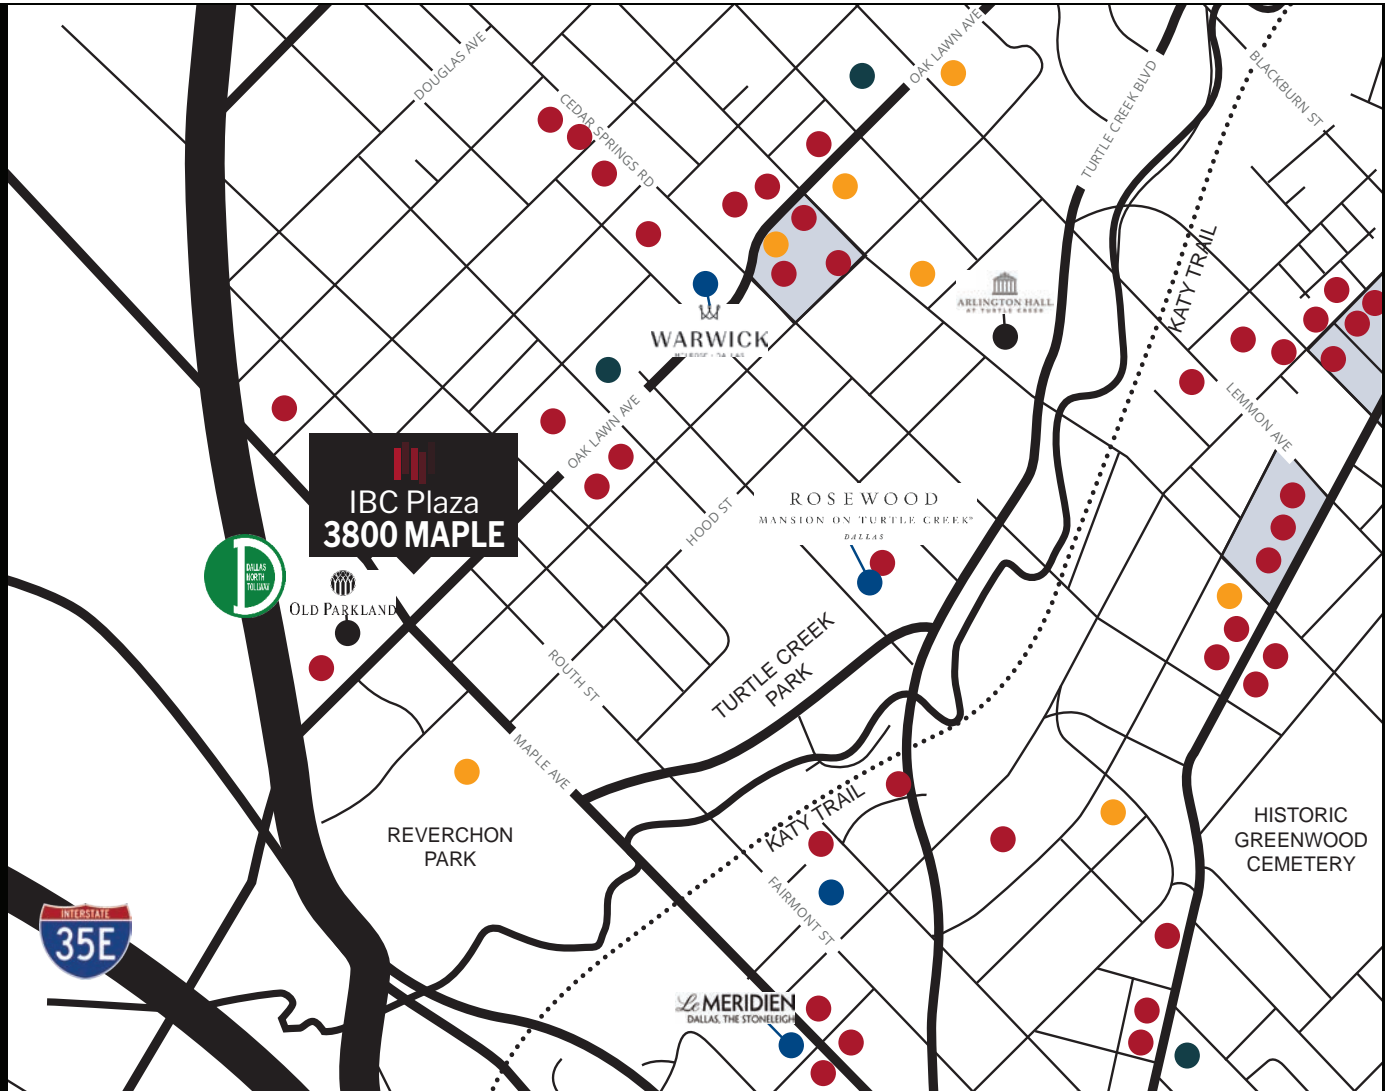 DOUGLAS AVE
OAK LAWN AVE
CEDAR SPRINGS RD
TURTLE CREEK BLVD
BLACKBURN ST
KATY TRAIL
ARLINGTON HALL
AT TURTLE CREEK
WARWICK
MELROSE - DALLAS
OAK LAWN AVE
LEMMON AVE
IBC Plaza
3800 MAPLE
HOOD ST
ROSEWOOD
MANSION ON TURTLE CREEK®
DALLAS
DALLAS
NORTH
TOLLWAY
OLD PARKLAND
ROUTH ST
TURTLE CREEK
PARK
MAPLE AVE
KATY TRAIL
REVERCHON
PARK
HISTORIC
GREENWOOD
CEMETERY
FAIRMONT ST
INTERSTATE
35E
Le MERIDIEN
DALLAS, THE STONELEIGH